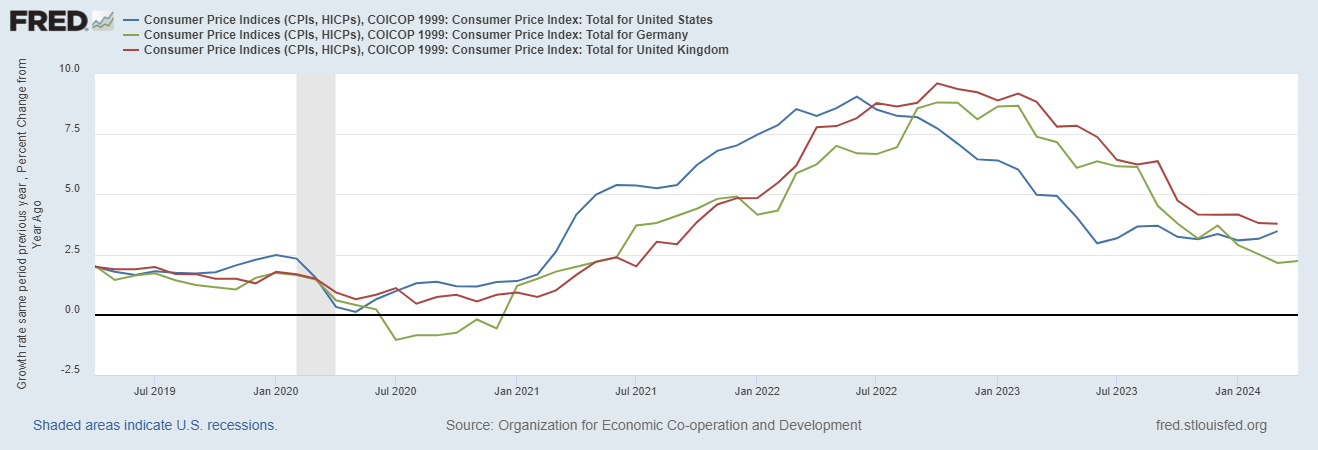 FRED
Consumer Price Indices (CPIs, HICPs), COICOP 1999: Consumer Price Index: Total for United States
Consumer Price Indices (CPIs, HICPs), COICOP 1999: Consumer Price Index: Total for Germany
Consumer Price Indices (CPIs, HICPs), COICOP 1999: Consumer Price Index: Total for United Kingdom
Growth rate same period previous year , Percent Change from
Year Ago
10.0
7.5
5.0
2.5
0.0
-2.5
Jul 2019
Jan 2020
Jul 2020
Jan 2021
Jul 2021
Jan 2022
Jul 2022
Jan 2023
Jul 2023
Jan 2024
Shaded areas indicate U.S. recessions.
Source: Organization for Economic Co-operation and Development
fred.stlouisfed.org